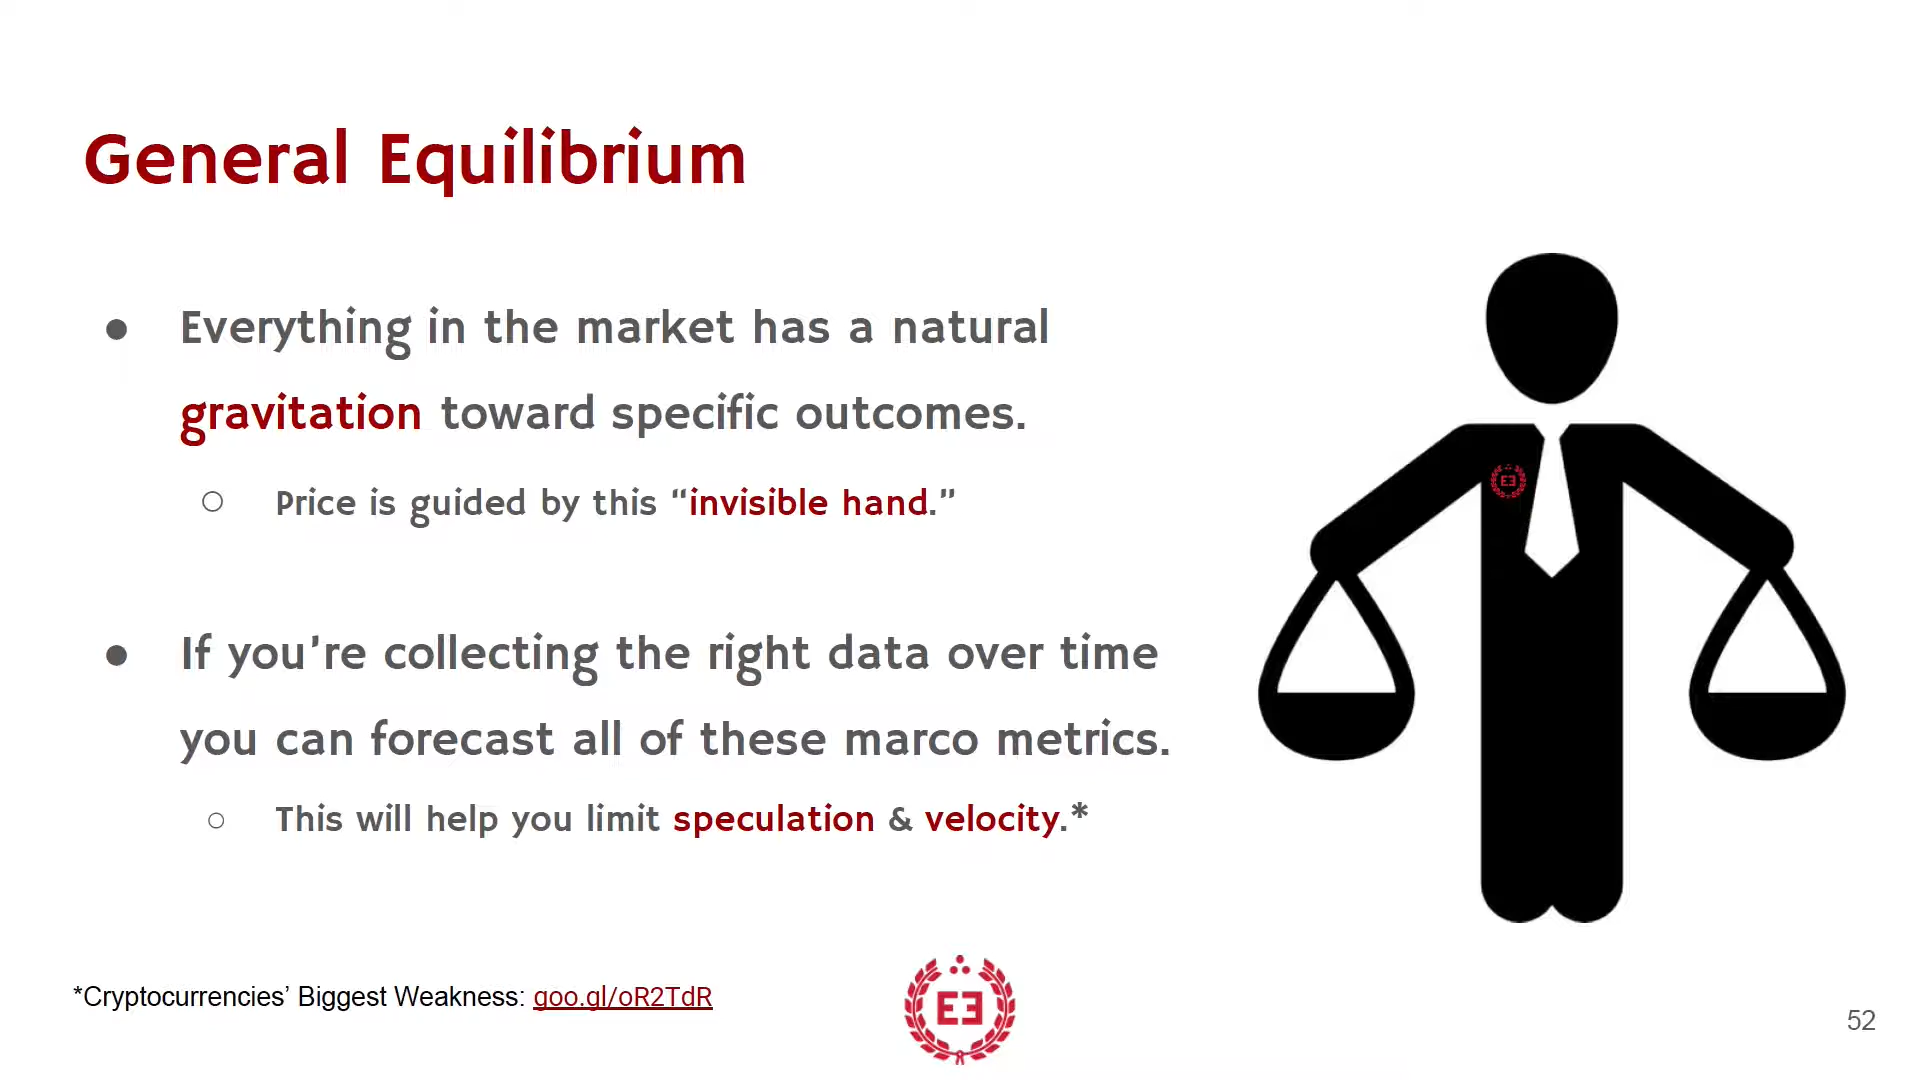 General Equilibrium
● Everything in the market has a natural
gravitation toward specific outcomes.
○ Price is guided by this “invisible hand.”
● If you’re collecting the right data over time
you can forecast all of these marco metrics.
○ This will help you limit speculation & velocity.*
*Cryptocurrencies’ Biggest Weakness: goo.gl/oR2TdR
E3
E3
52